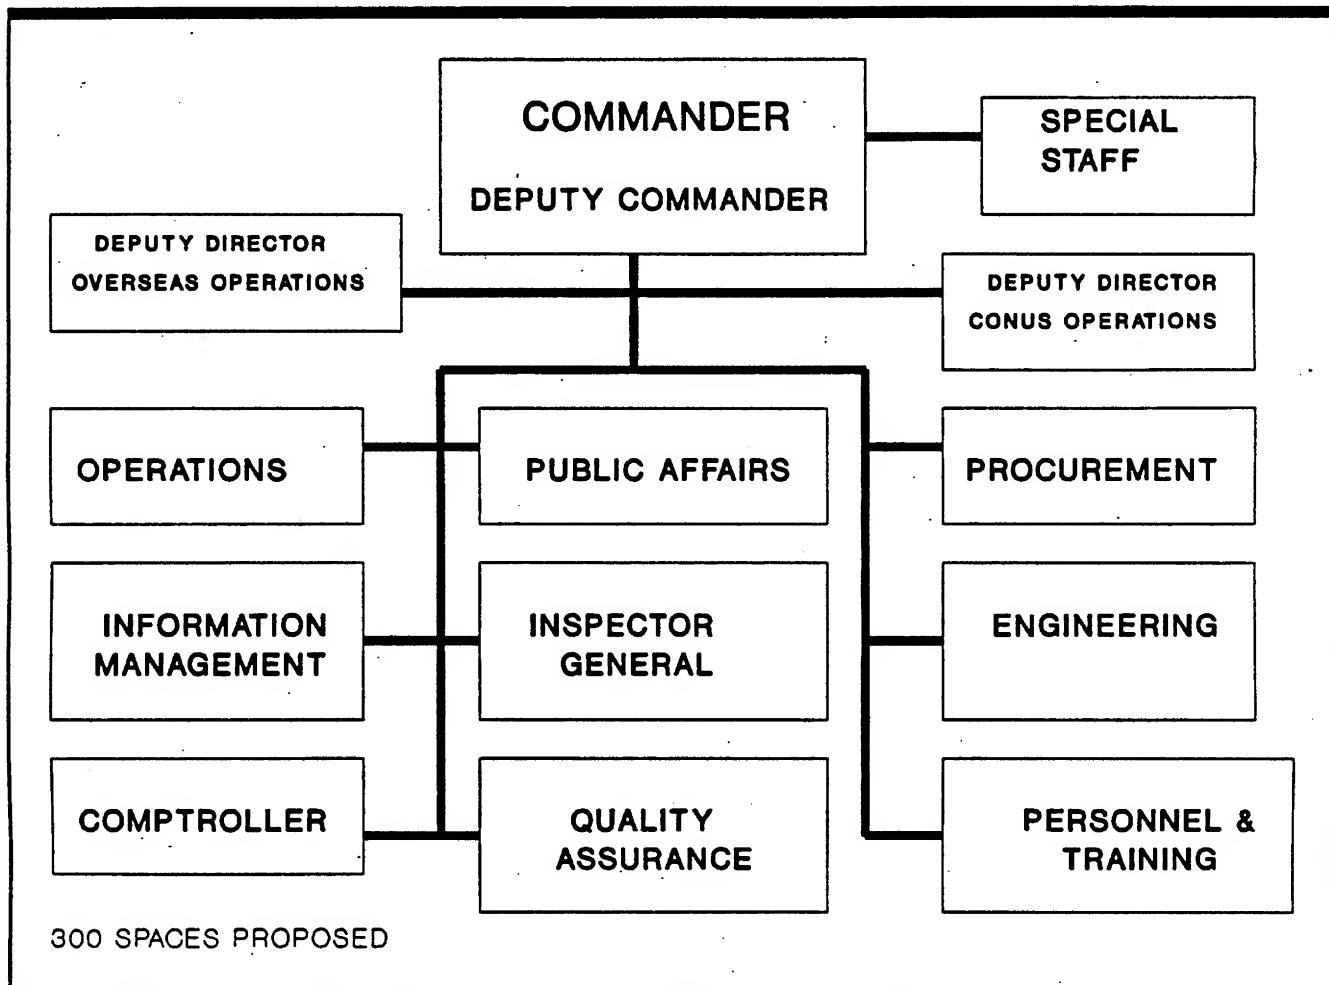 COMMANDER
DEPUTY COMMANDER
SPECIAL
STAFF
DEPUTY DIRECTOR
OVERSEAS OPERATIONS
DEPUTY DIRECTOR
CONUS OPERATIONS
OPERATIONS
PUBLIC AFFAIRS
PROCUREMENT
INFORMATION
MANAGEMENT
INSPECTOR
GENERAL
ENGINEERING
COMPTROLLER
QUALITY
ASSURANCE
PERSONNEL &
TRAINING
300 SPACES PROPOSED